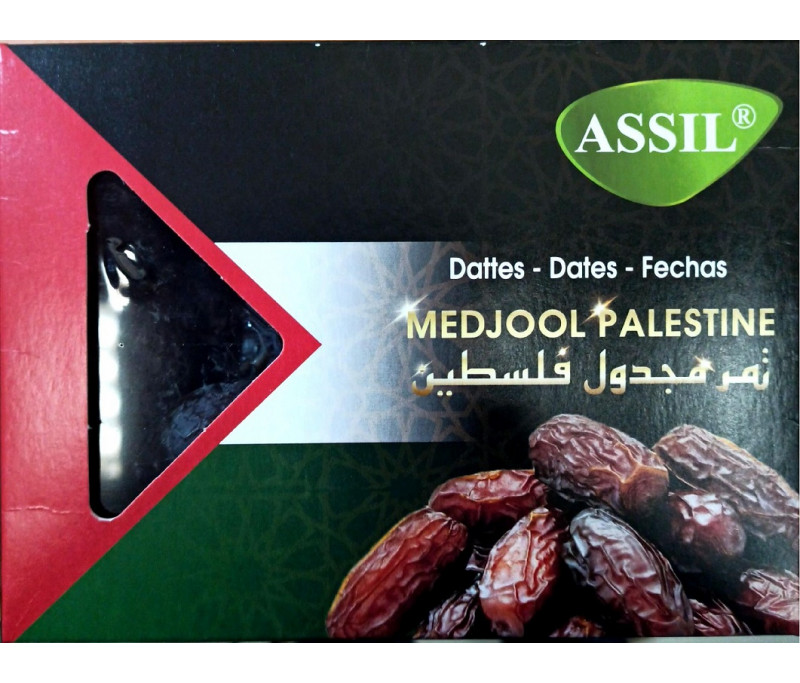 ASSIL®
Dattes - Dates - Fechas
MEDJOOL PALESTINE
تمر مجدول فلسطين